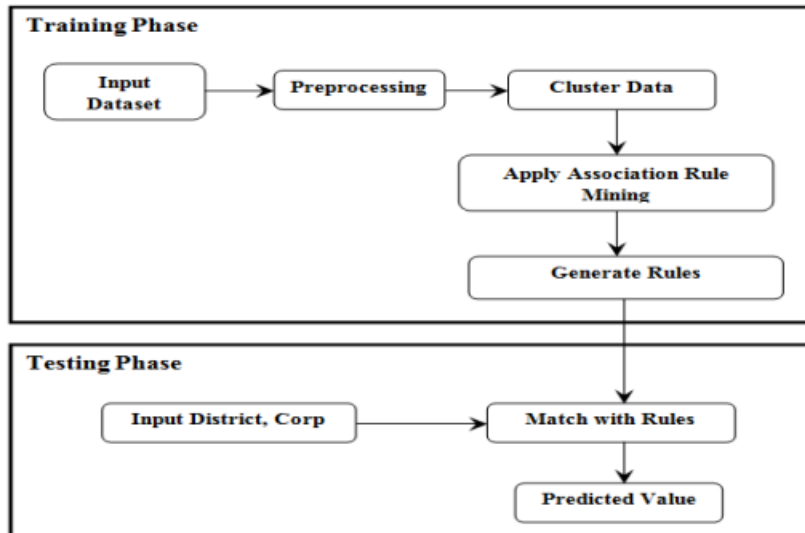 Training Phase
Input
Dataset
Preprocessing
Cluster Data
Apply Association Rule
Mining
Generate Rules
Testing Phase
Input District, Corp
Match with Rules
Predicted Value